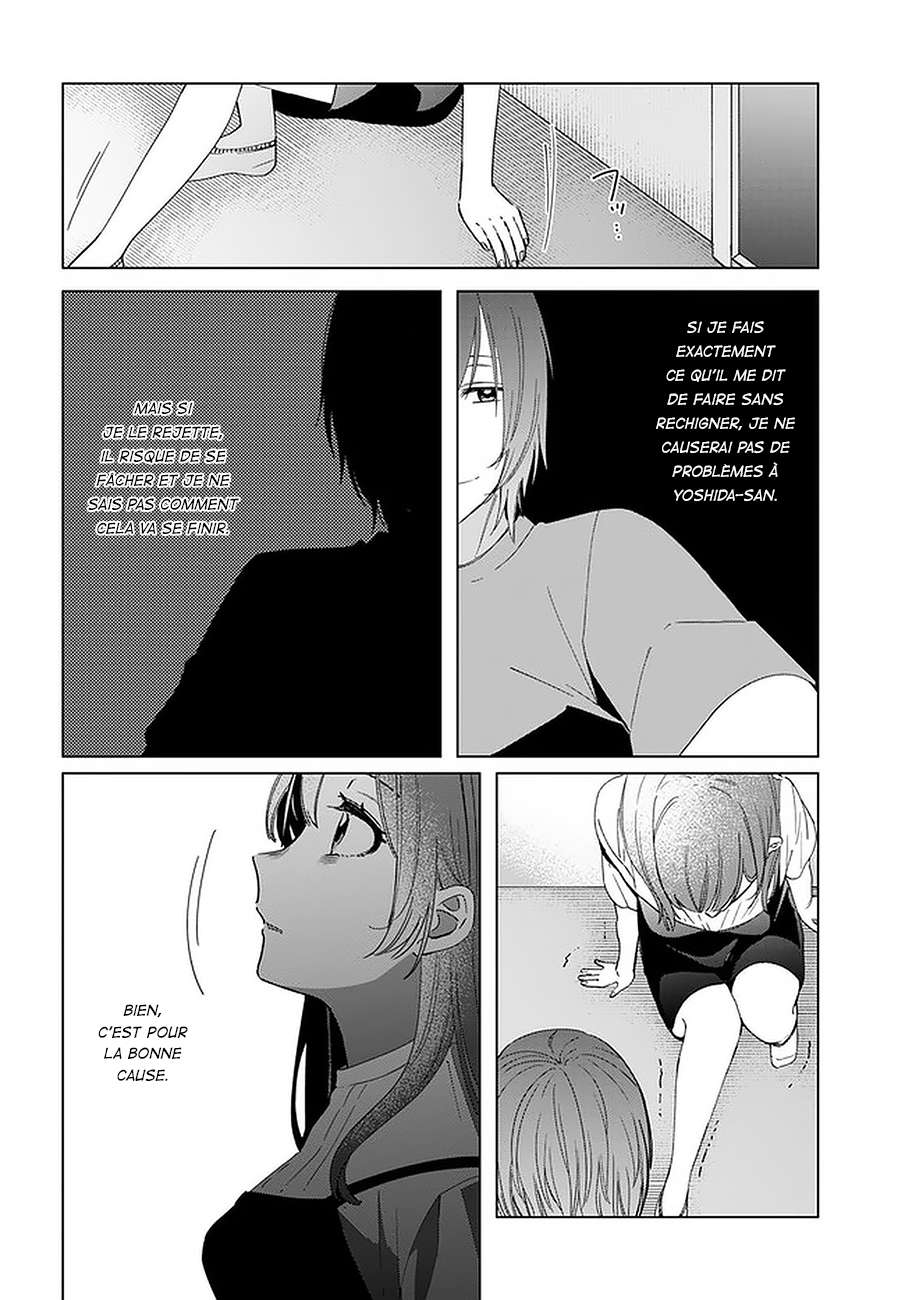 SI JE FAIS
EXACTEMENT
CE QU'IL ME DIT
DE FAIRE SANS
RECHIGNER, JE NE
CAUSERAI PAS DE
PROBLÈMES À
YOSHIDA-SAN.
MAIS SI
JE LE REJETTE,
IL RISQUE DE SE
FÂCHER ET JE NE
SAIS PAS COMMENT
CELA VA SE FINIR.
BIEN,
C'EST POUR
LA BONNE
CAUSE.